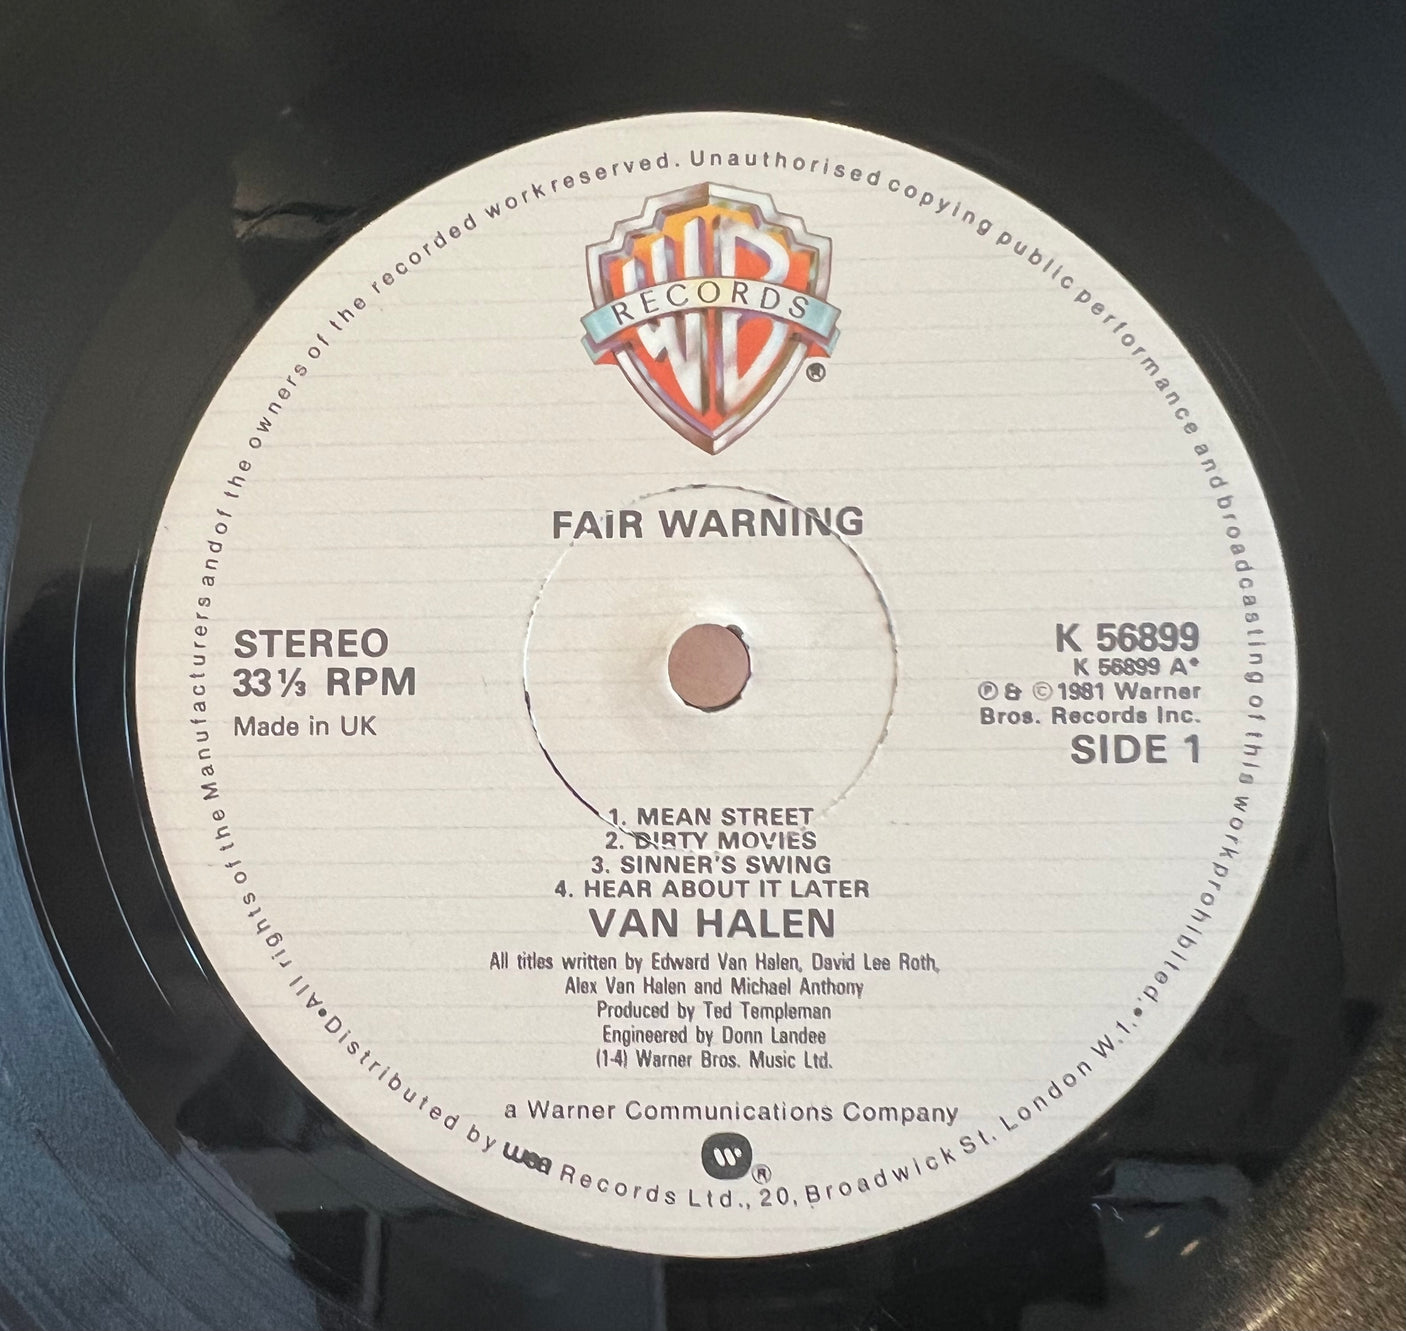 All rights of the Manufacturers and of the owners of the recorded work reserved. Unauthorised copying public performance and broadcasting of this work prohibited.
WB
RECORDS
®
FAIR WARNING
STEREO
33 1/3 RPM
Made in UK
K 56899
K 56899 A*
Ⓟ & © 1981 Warner
Bros. Records Inc.
SIDE 1
1. MEAN STREET
2. DIRTY MOVIES
3. SINNER'S SWING
4. HEAR ABOUT IT LATER
VAN HALEN
All titles written by Edward Van Halen, David Lee Roth,
Alex Van Halen and Michael Anthony
Produced by Ted Templeman
Engineered by Donn Landee
(1-4) Warner Bros. Music Ltd.
a Warner Communications Company
W
®
• Distributed by wea Records Ltd., 20, Broadwick St. London W.1. •